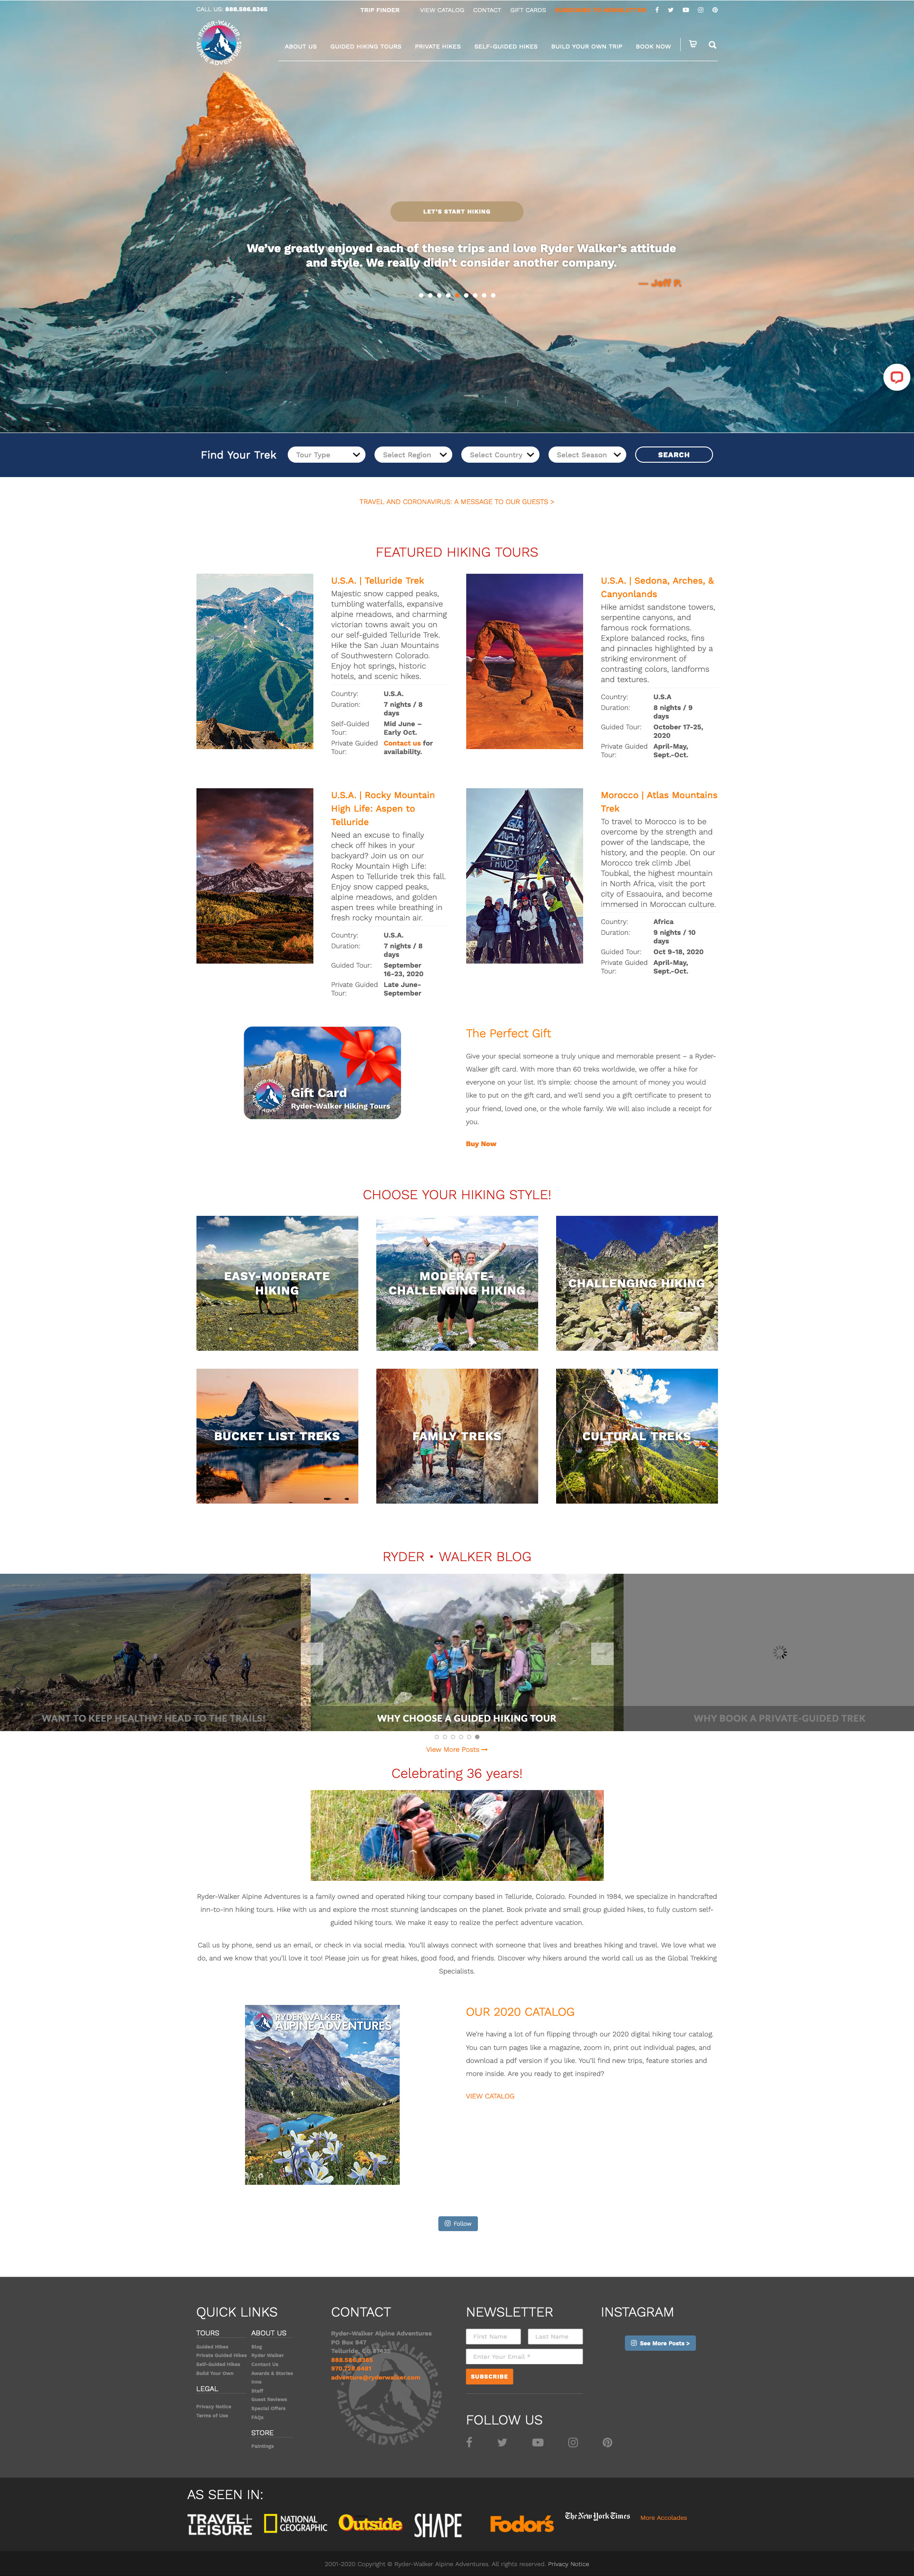 CALL US: 888.586.8365
TRIP FINDER
VIEW CATALOG
CONTACT
GIFT CARDS
RYDER-WALKER
ALPINE ADVENTURES
ABOUT US
GUIDED HIKING TOURS
PRIVATE HIKES
SELF-GUIDED HIKES
BUILD YOUR OWN TRIP
BOOK NOW
LET'S START HIKING
We've greatly enjoyed each of these trips and love Ryder Walker's attitude
and style. We really didn't consider another company.
— Jeff P.
Find Your Trek
Tour Type
Select Region
Select Country
Select Season
SEARCH
TRAVEL AND CORONAVIRUS: A MESSAGE TO OUR GUESTS >
FEATURED HIKING TOURS
U.S.A. | Telluride Trek
Majestic snow capped peaks,
tumbling waterfalls, expansive
alpine meadows, and charming
victorian towns await you on
our self-guided Telluride Trek.
Hike the San Juan Mountains
of Southwestern Colorado.
Enjoy hot springs, historic
hotels, and scenic hikes.
Country: U.S.A.
Duration: 7 nights / 8
days
Self-Guided Mid June –
Tour: Early Oct.
Private Guided Contact us for
Tour: availability.
U.S.A. | Sedona, Arches, &
Canyonlands
Hike amidst sandstone towers,
serpentine canyons, and
famous rock formations.
Explore balanced rocks, fins
and pinnacles highlighted by a
striking environment of
contrasting colors, landforms
and textures.
Country: U.S.A
Duration: 8 nights / 9
days
Guided Tour: October 17-25,
2020
Private Guided April-May,
Tour: Sept.-Oct.
U.S.A. | Rocky Mountain
High Life: Aspen to
Telluride
Need an excuse to finally
check off hikes in your
backyard? Join us on our
Rocky Mountain High Life:
Aspen to Telluride trek this fall.
Enjoy snow capped peaks,
alpine meadows, and golden
aspen trees while breathing in
fresh rocky mountain air.
Country: U.S.A.
Duration: 7 nights / 8
days
Guided Tour: September
16-23, 2020
Private Guided Late June-
Tour: September
Morocco | Atlas Mountains
Trek
To travel to Morocco is to be
overcome by the strength and
power of the landscape, the
history, and the people. On our
Morocco trek climb Jbel
Toubkal, the highest mountain
in North Africa, visit the port
city of Essaouira, and become
immersed in Moroccan culture.
Country: Africa
Duration: 9 nights / 10
days
Guided Tour: Oct 9-18, 2020
Private Guided April-May,
Tour: Sept.-Oct.
Gift Card
Ryder-Walker Hiking Tours
The Perfect Gift
Give your special someone a truly unique and memorable present – a Ryder-
Walker gift card. With more than 60 treks worldwide, we offer a hike for
everyone on your list. It's simple: choose the amount of money you would
like to put on the gift card, and we'll send you a gift certificate to present to
your friend, loved one, or the whole family. We will also include a receipt for
you.
Buy Now
CHOOSE YOUR HIKING STYLE!
EASY-MODERATE
HIKING
MODERATE-
CHALLENGING HIKING
CHALLENGING HIKING
BUCKET LIST TREKS
FAMILY TREKS
CULTURAL TREKS
RYDER • WALKER BLOG
WANT TO KEEP HEALTHY? HEAD TO THE TRAILS!
WHY CHOOSE A GUIDED HIKING TOUR
WHY BOOK A PRIVATE-GUIDED TREK
View More Posts →
Celebrating 36 years!
Ryder-Walker Alpine Adventures is a family owned and operated hiking tour company based in Telluride, Colorado. Founded in 1984, we specialize in handcrafted
inn-to-inn hiking tours. Hike with us and explore the most stunning landscapes on the planet. Book private and small group guided hikes, to fully custom self-
guided hiking tours. We make it easy to realize the perfect adventure vacation.
Call us by phone, send us an email, or check in via social media. You'll always connect with someone that lives and breathes hiking and travel. We love what we
do, and we know that you'll love it too! Please join us for great hikes, good food, and friends. Discover why hikers around the world call us as the Global Trekking
Specialists.
RYDER WALKER
ALPINE ADVENTURES
OUR 2020 CATALOG
We're having a lot of fun flipping through our 2020 digital hiking tour catalog.
You can turn pages like a magazine, zoom in, print out individual pages, and
download a pdf version if you like. You'll find new trips, feature stories and
more inside. Are you ready to get inspired?
VIEW CATALOG
Follow
QUICK LINKS
TOURS
Guided Hikes
Private Guided Hikes
Self-Guided Hikes
Build Your Own
LEGAL
Privacy Notice
Terms of Use
ABOUT US
Blog
Ryder Walker
Contact Us
Awards & Stories
Inns
Staff
Guest Reviews
Special Offers
FAQs
STORE
Paintings
CONTACT
Ryder-Walker Alpine Adventures
PO Box 947
Telluride, CO
888.586.8365
970.728.6481
adventure@ryderwalker.com
ALPINE ADVENTURES
NEWSLETTER
First Name
Last Name
Enter Your Email *
SUBSCRIBE
FOLLOW US
INSTAGRAM
See More Posts >
AS SEEN IN:
TRAVEL+
LEISURE
NATIONAL
GEOGRAPHIC
Outside
SHAPE
Fodor's
The New York Times
More Accolades
2001-2020 Copyright © Ryder-Walker Alpine Adventures. All rights reserved. Privacy Notice